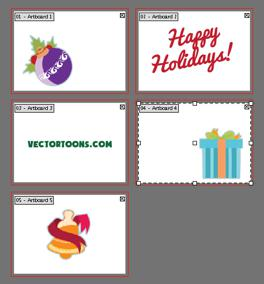 01 - Artboard 1
02 - Artboard 2
Happy
Holidays!
03 - Artboard 3
VECTORTOONS.COM
04 - Artboard 4
05 - Artboard 5